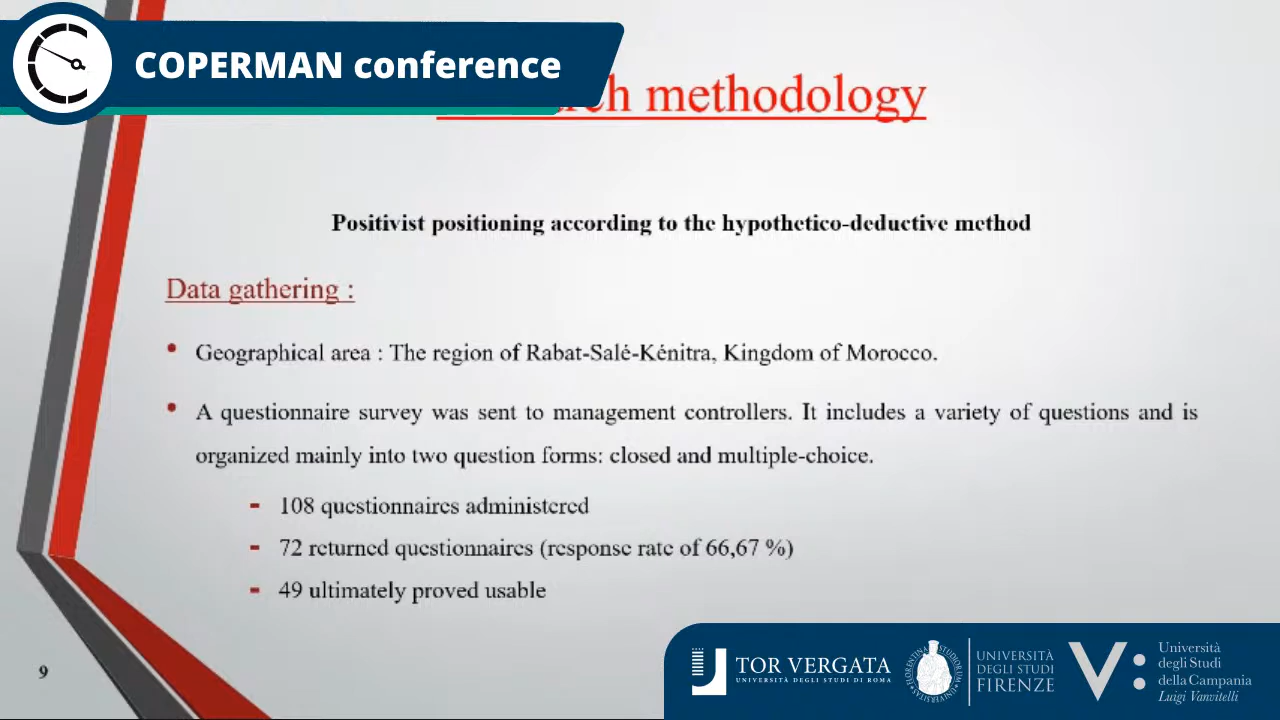 COPERMAN conference
methodology
Positivist positioning according to the hypothetico-deductive method
Data gathering :
• Geographical area : The region of Rabat-Salé-Kénitra, Kingdom of Morocco.
• A questionnaire survey was sent to management controllers. It includes a variety of questions and is
organized mainly into two question forms: closed and multiple-choice.
- 108 questionnaires administered
- 72 returned questionnaires (response rate of 66,67 %)
- 49 ultimately proved usable
9
TOR VERGATA
UNIVERSITÀ DEGLI STUDI DI ROMA
UNIVERSITÀ
DEGLI STUDI
FIRENZE
V:
Università
degli Studi
della Campania
Luigi Vanvitelli